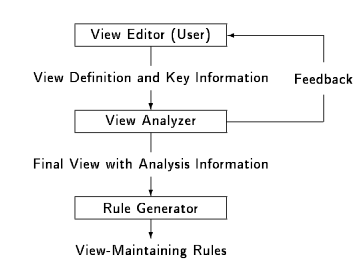 View Editor (User)
View Definition and Key Information
Feedback
View Analyzer
Final View with Analysis Information
Rule Generator
View-Maintaining Rules